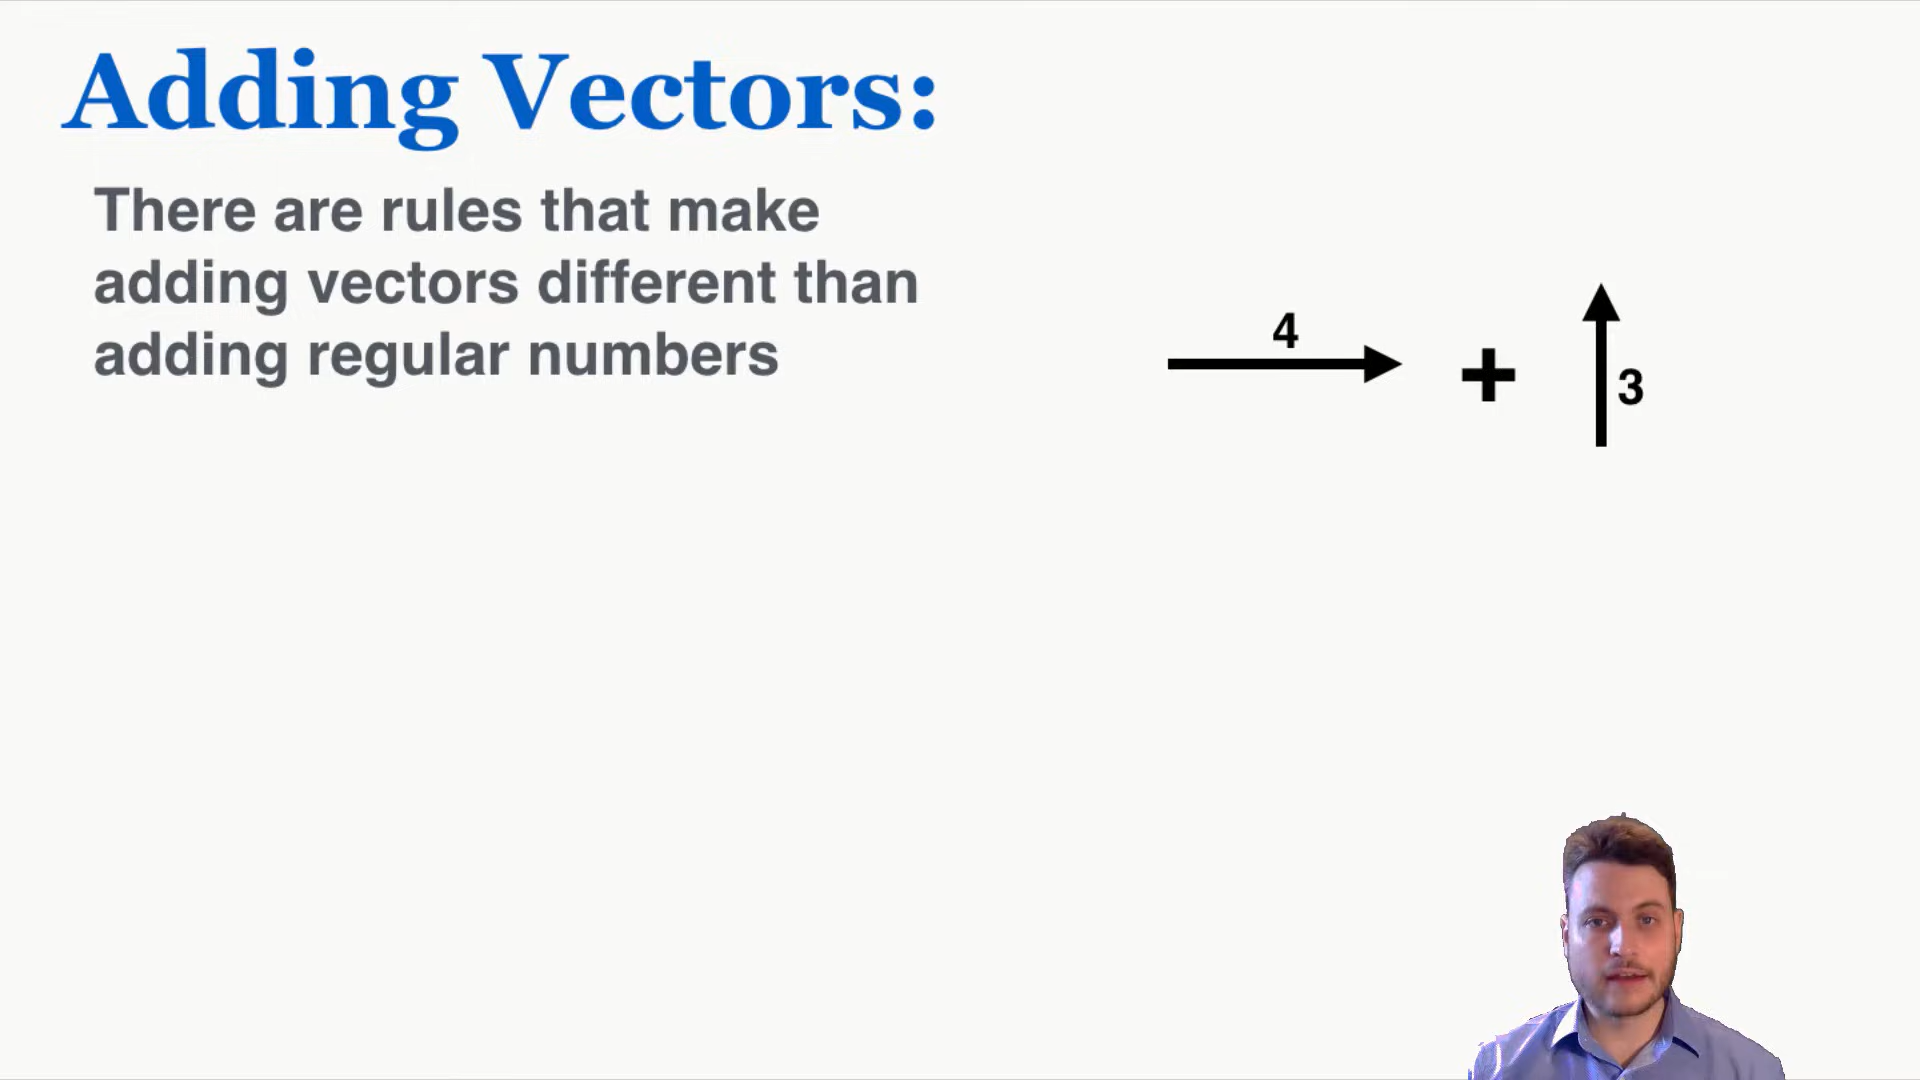 Adding Vectors:
There are rules that make
adding vectors different than
adding regular numbers
4
+
3